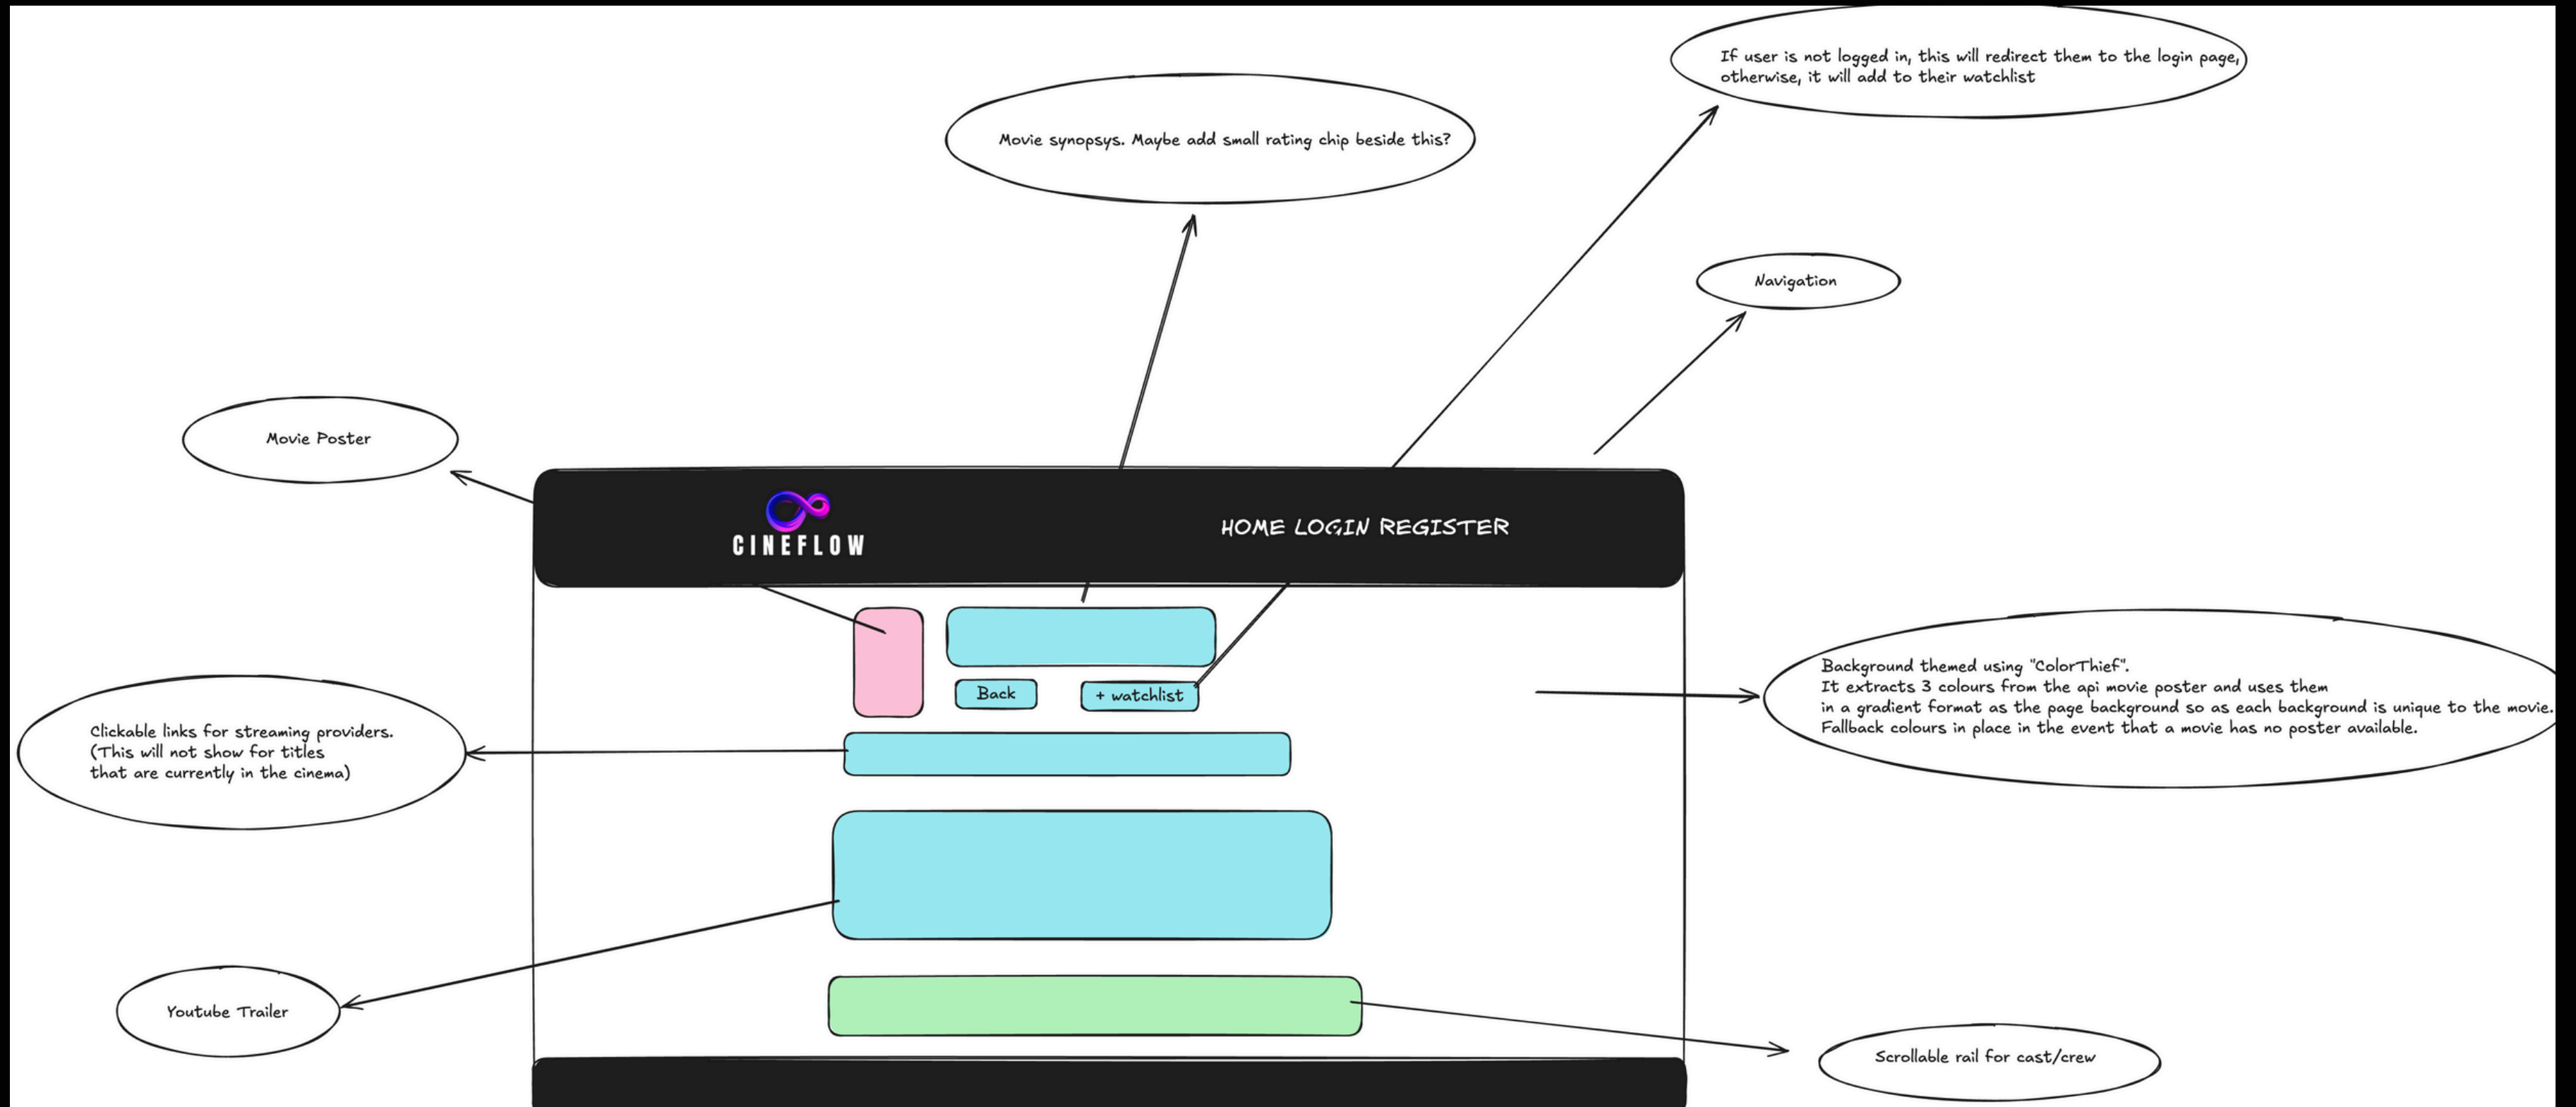 If user is not logged in, this will redirect them to the login page,
otherwise, it will add to their watchlist
Movie synopsys. Maybe add small rating chip beside this?
Navigation
Movie Poster
CINEFLOW
HOME LOGIN REGISTER
Back
+ watchlist
Background themed using "ColorThief".
It extracts 3 colours from the api movie poster and uses them
in a gradient format as the page background so as each background is unique to the movie.
Fallback colours in place in the event that a movie has no poster available.
Clickable links for streaming providers.
(This will not show for titles
that are currently in the cinema)
Youtube Trailer
Scrollable rail for cast/crew